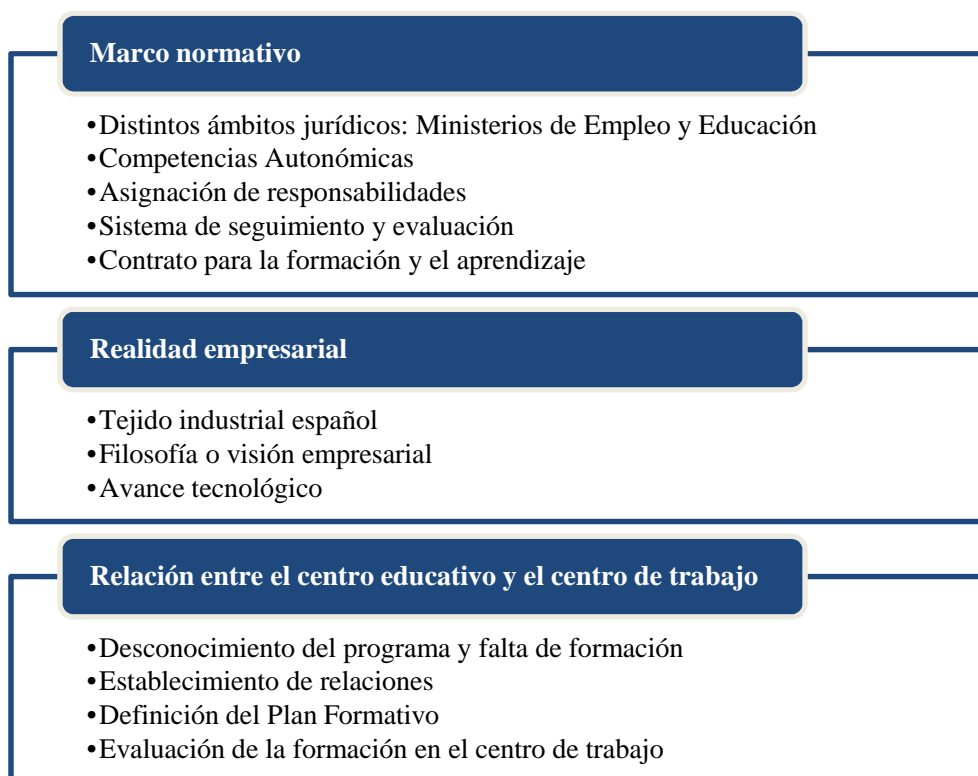 Marco normativo
•Distintos ámbitos jurídicos: Ministerios de Empleo y Educación
•Competencias Autonómicas
•Asignación de responsabilidades
•Sistema de seguimiento y evaluación
•Contrato para la formación y el aprendizaje
Realidad empresarial
•Tejido industrial español
•Filosofía o visión empresarial
•Avance tecnológico
Relación entre el centro educativo y el centro de trabajo
•Desconocimiento del programa y falta de formación
•Establecimiento de relaciones
•Definición del Plan Formativo
•Evaluación de la formación en el centro de trabajo